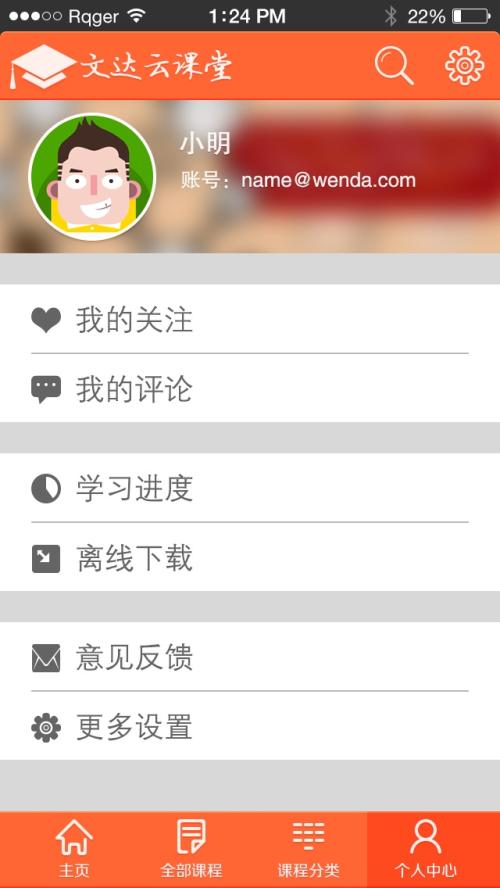 Rqger 1:24 PM 22%
文达云课堂
小明
账号：name@wenda.com
我的关注
我的评论
学习进度
离线下载
意见反馈
更多设置
主页 全部课程 课程分类 个人中心